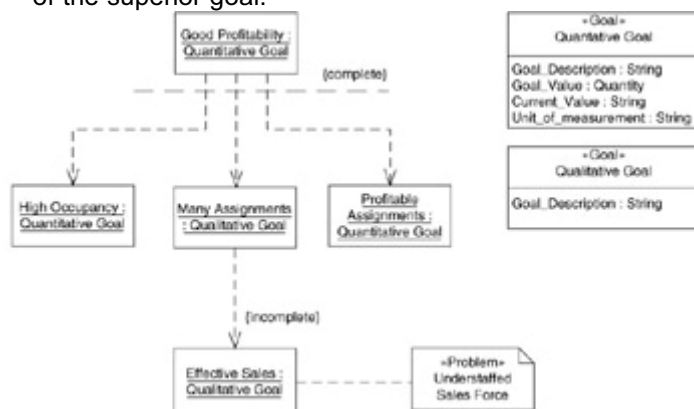 of the superior goal.
Good Profitability :
Quantitative Goal
{complete}
High Occupancy :
Quantitative Goal
Many Assignments
: Qualitative Goal
Profitable
Assignments :
Quantitative Goal
{incomplete}
Effective Sales :
Qualitative Goal
«Problem»
Understaffed
Sales Force
«Goal»
Quantative Goal
Goal_Description : String
Goal_Value : Quantity
Current_Value : String
Unit_of_measurement : String
«Goal»
Qualitative Goal
Goal_Description : String